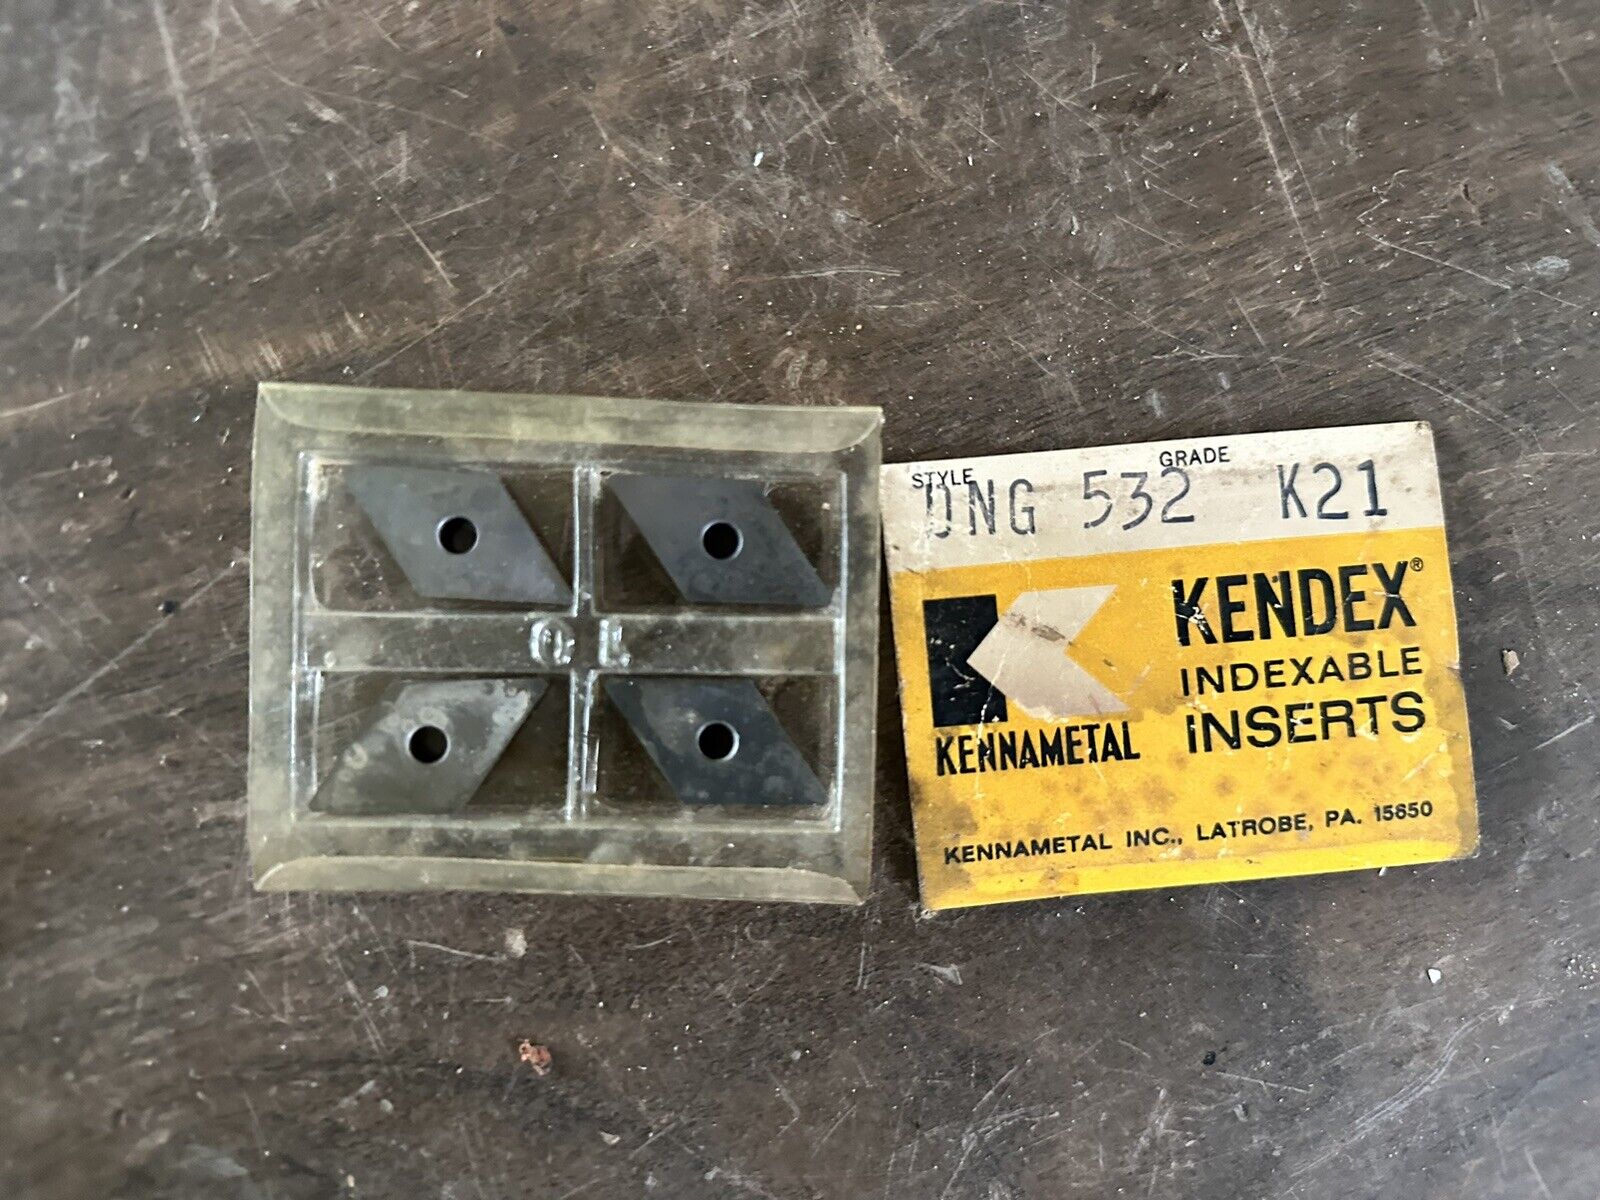 STYLE GRADE
DNG 532 K21
KENDEX®
INDEXABLE
INSERTS
KENNAMETAL
KENNAMETAL INC., LATROBE, PA. 15650